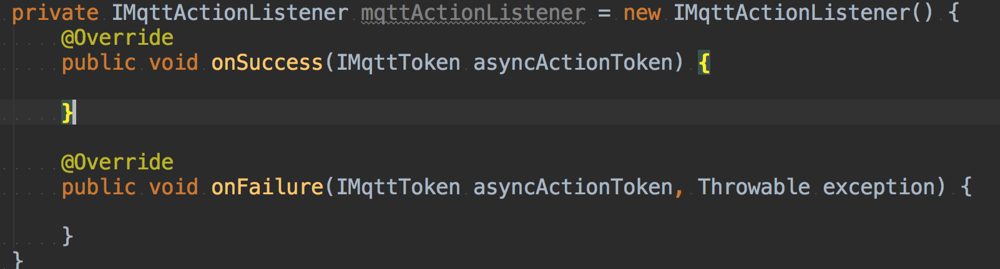 private IMqttActionListener mqttActionListener = new IMqttActionListener() {
@Override
public void onSuccess(IMqttToken asyncActionToken) {
}
@Override
public void onFailure(IMqttToken asyncActionToken, Throwable exception) {
}
}